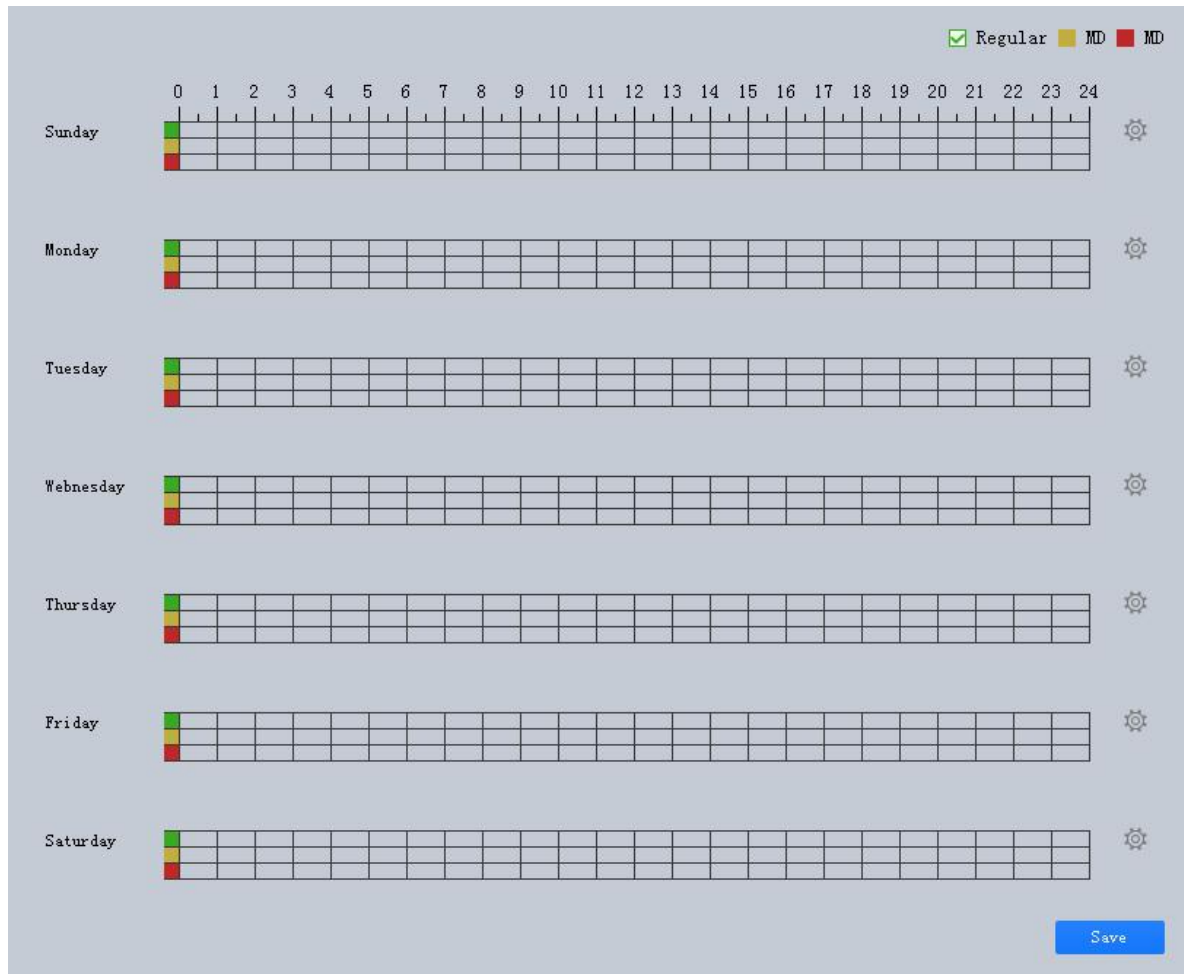 Regular MD MD
0 1 2 3 4 5 6 7 8 9 10 11 12 13 14 15 16 17 18 19 20 21 22 23 24
Sunday
Monday
Tuesday
Webnesday
Thursday
Friday
Saturday
Save